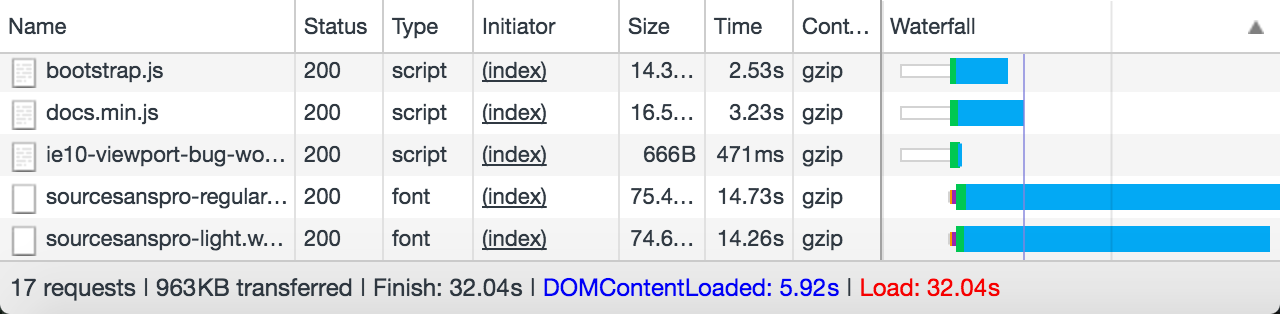 Name Status Type Initiator Size Time Cont... Waterfall
bootstrap.js 200 script (index) 14.3... 2.53s gzip
docs.min.js 200 script (index) 16.5... 3.23s gzip
ie10-viewport-bug-wo... 200 script (index) 666B 471ms gzip
sourcesanspro-regular... 200 font (index) 75.4... 14.73s gzip
sourcesanspro-light.w... 200 font (index) 74.6... 14.26s gzip
17 requests | 963KB transferred | Finish: 32.04s | DOMContentLoaded: 5.92s | Load: 32.04s